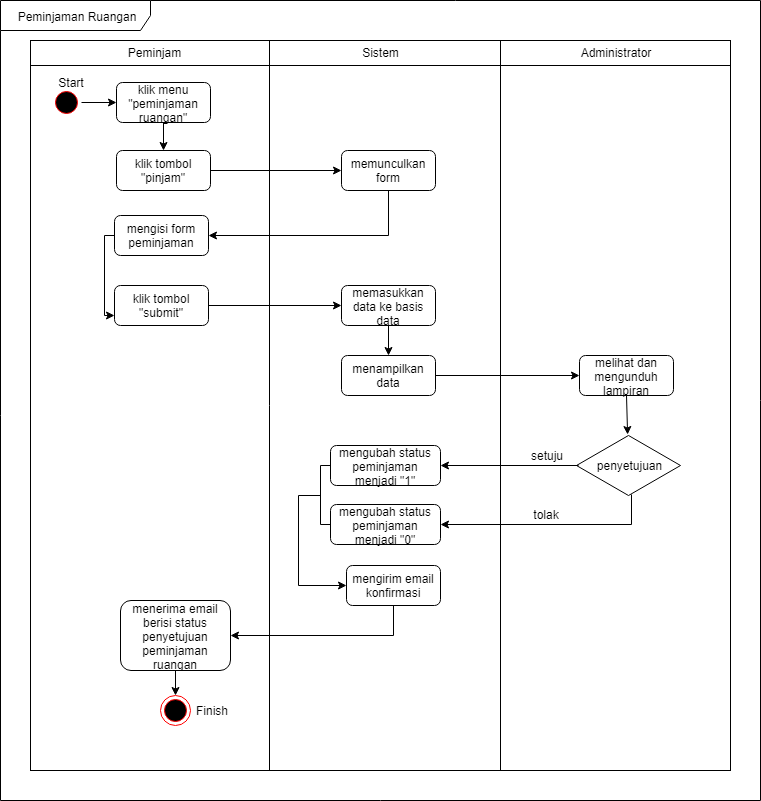 Peminjaman Ruangan
Peminjam
Sistem
Administrator
Start
klik menu
"peminjaman
ruangan"
klik tombol
"pinjam"
memunculkan
form
mengisi form
peminjaman
klik tombol
"submit"
memasukkan
data ke basis
data
menampilkan
data
melihat dan
mengunduh
lampiran
penyetujuan
setuju
mengubah status
peminjaman
menjadi "1"
tolak
mengubah status
peminjaman
menjadi "0"
mengirim email
konfirmasi
menerima email
berisi status
penyetujuan
peminjaman
ruangan
Finish